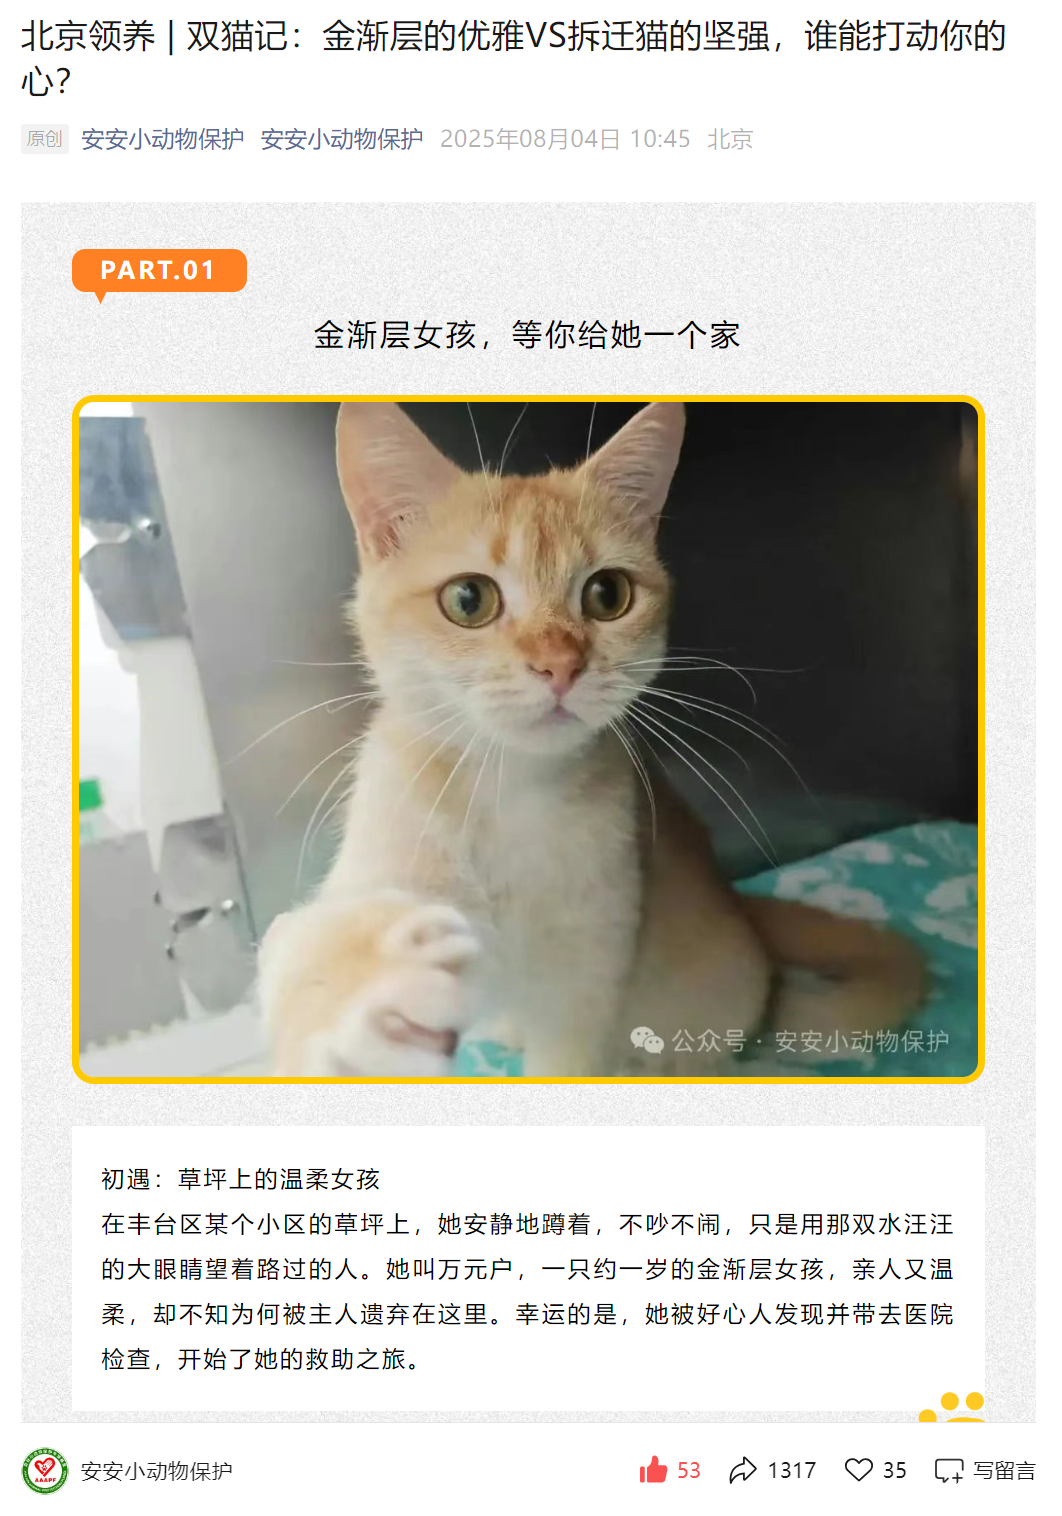 北京领养 | 双猫记：金渐层的优雅VS拆迁猫的坚强，谁能打动你的
心？
原创 安安小动物保护 安安小动物保护 2025年08月04日 10:45 北京
PART.01
金渐层女孩，等你给她一个家
公众号 · 安安小动物保护
初遇：草坪上的温柔女孩
在丰台区某个小区的草坪上，她安静地蹲着，不吵不闹，只是用那双水汪汪
的大眼睛望着路过的人。她叫万元户，一只约一岁的金渐层女孩，亲人又温
柔，却不知为何被主人遗弃在这里。幸运的是，她被好心人发现并带去医院
检查，开始了她的救助之旅。
AAAPF
安安小动物保护 53 1317 35 写留言